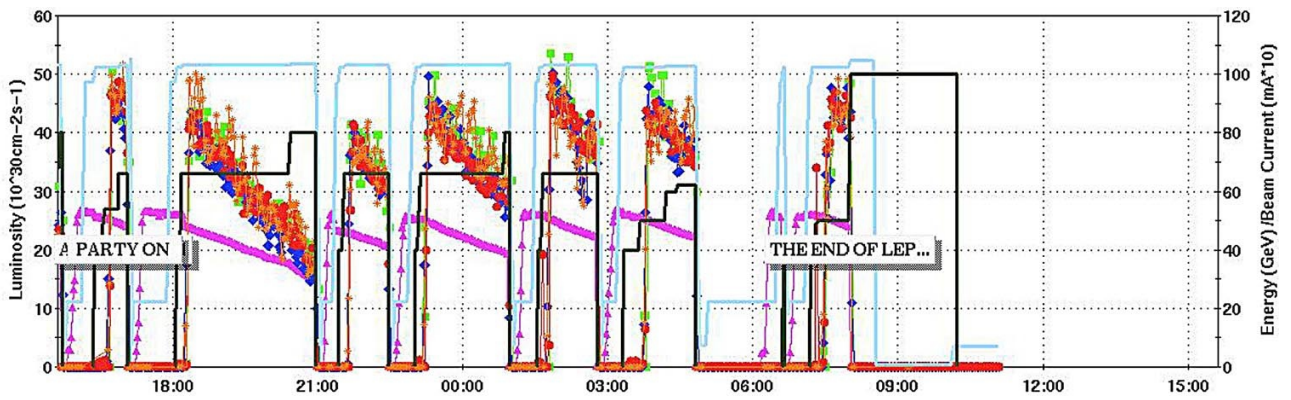 60
50
40
30
20
10
0
Luminosity (10^30cm-2s-1)
A PARTY ON
THE END OF LEP...
120
100
80
60
40
20
0
Energy (GeV) /Beam Current (mA*10)
18:00 21:00 00:00 03:00 06:00 09:00 12:00 15:00